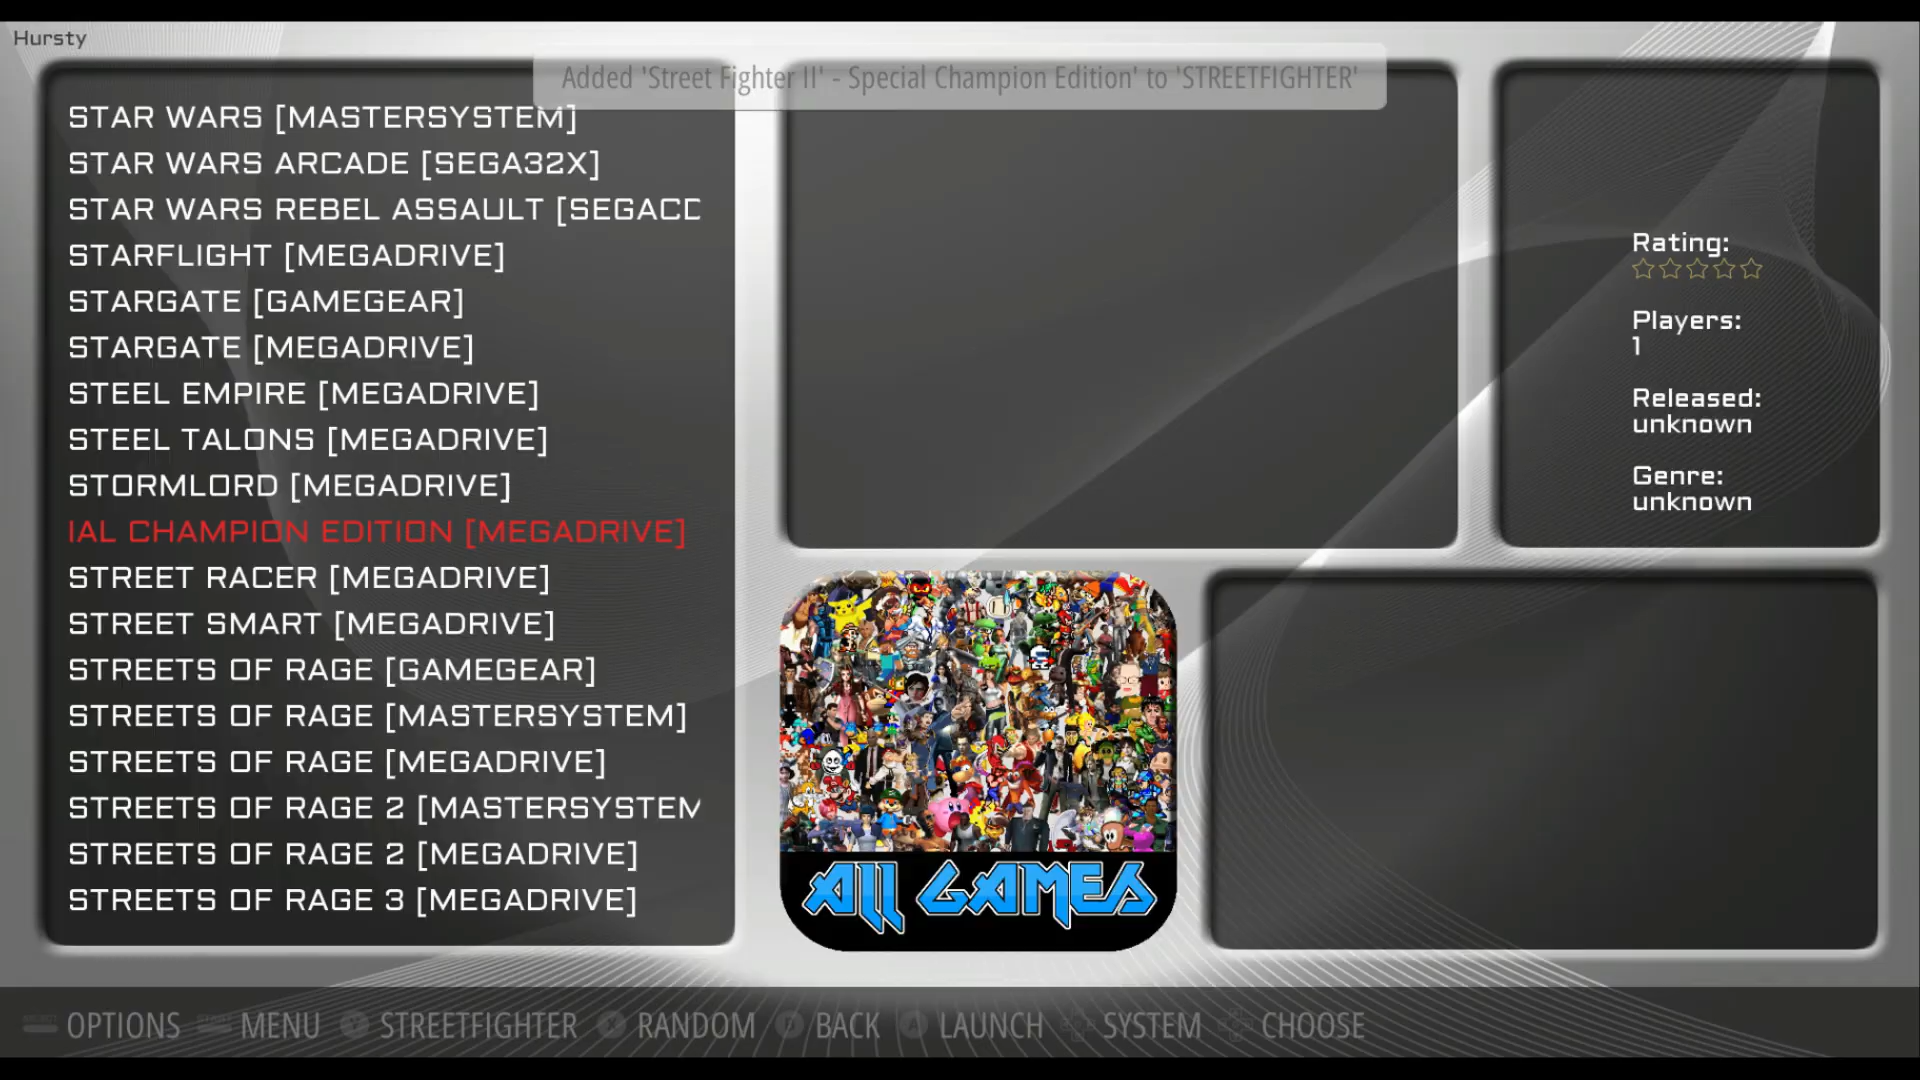 Hursty
Added 'Street Fighter II' - Special Champion Edition' to 'STREETFIGHTER'
STAR WARS [MASTERSYSTEM]
STAR WARS ARCADE [SEGA32X]
STAR WARS REBEL ASSAULT [SEGACD
STARFLIGHT [MEGADRIVE]
STARGATE [GAMEGEAR]
STARGATE [MEGADRIVE]
STEEL EMPIRE [MEGADRIVE]
STEEL TALONS [MEGADRIVE]
STORMLORD [MEGADRIVE]
IAL CHAMPION EDITION [MEGADRIVE]
STREET RACER [MEGADRIVE]
STREET SMART [MEGADRIVE]
STREETS OF RAGE [GAMEGEAR]
STREETS OF RAGE [MASTERSYSTEM]
STREETS OF RAGE [MEGADRIVE]
STREETS OF RAGE 2 [MASTERSYSTEM
STREETS OF RAGE 2 [MEGADRIVE]
STREETS OF RAGE 3 [MEGADRIVE]
Rating:
Players:
1
Released:
unknown
Genre:
unknown
All GAMES
OPTIONS MENU Y STREETFIGHTER X RANDOM B BACK A LAUNCH SYSTEM CHOOSE